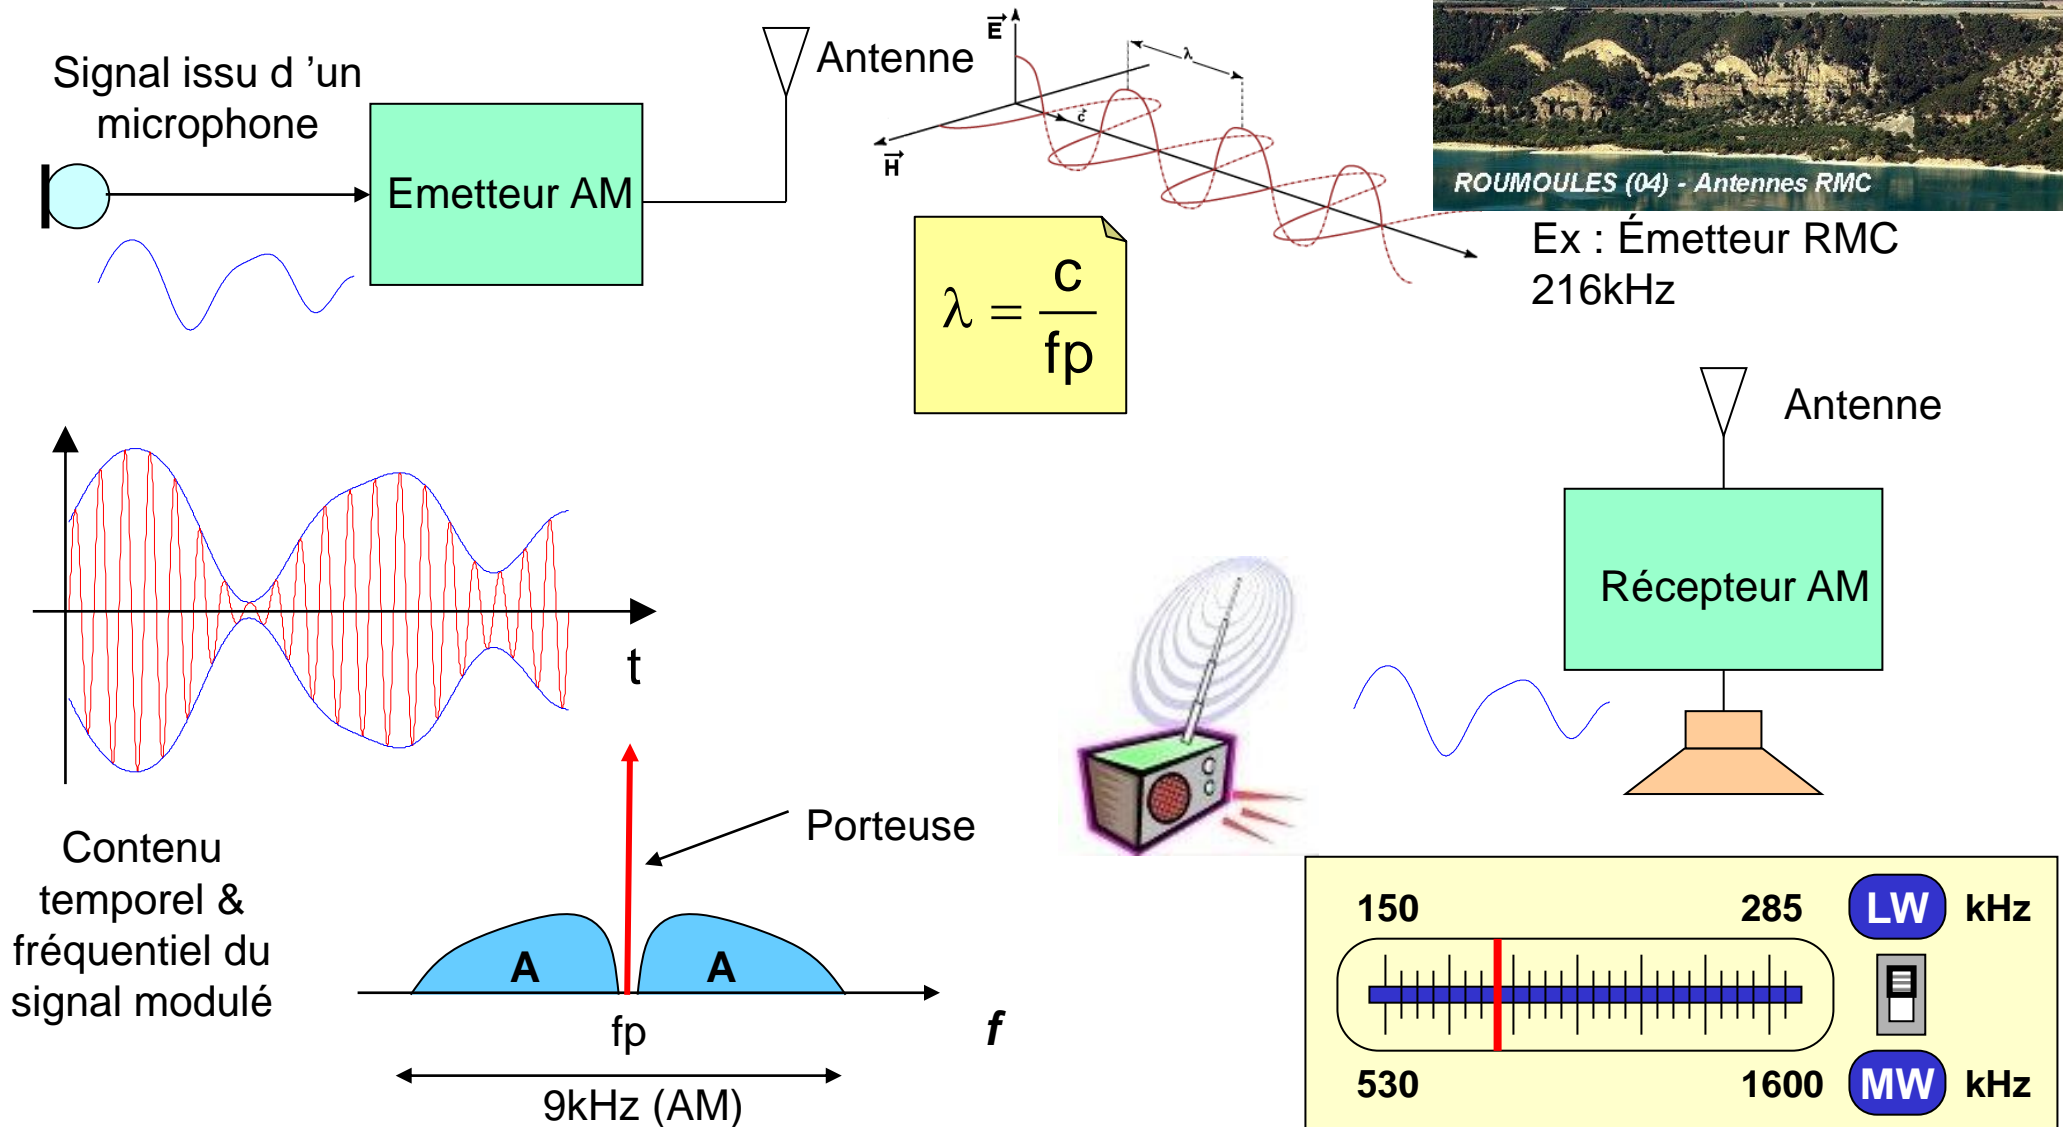 Signal issu d ’un
microphone
Emetteur AM
Antenne
E
H
c
λ
λ = c
fp
ROUMOULES (04) - Antennes RMC
Ex : Émetteur RMC
216kHz
Antenne
Récepteur AM
t
Contenu
temporel &
fréquentiel du
signal modulé
Porteuse
A A
fp
f
9kHz (AM)
150 285 LW kHz
530 1600 MW kHz